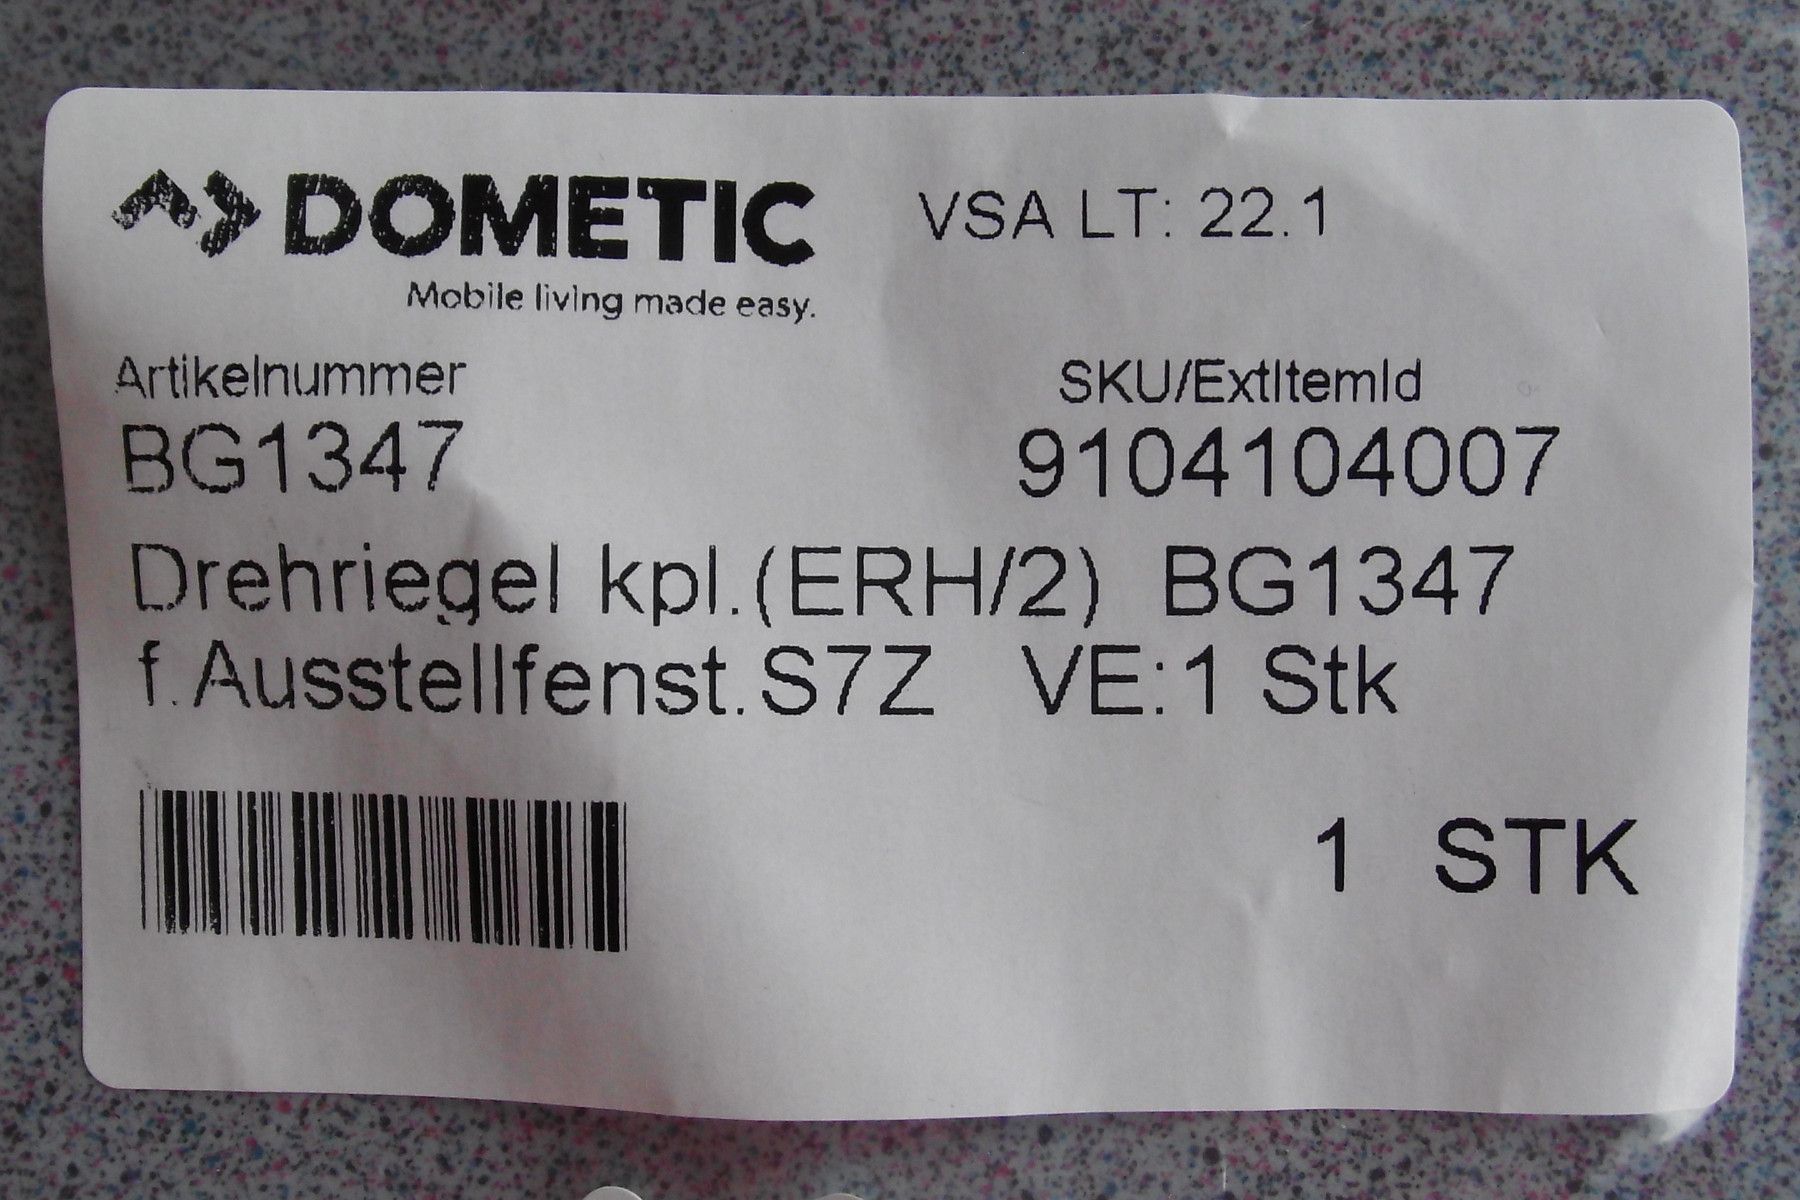 DOMETIC VSA LT: 22.1
Mobile living made easy.
Artikelnummer SKU/ExtItemId
BG1347 9104104007
Drehriegel kpl.(ERH/2) BG1347
f.Ausstellfenst.S7Z VE:1 Stk
1 STK